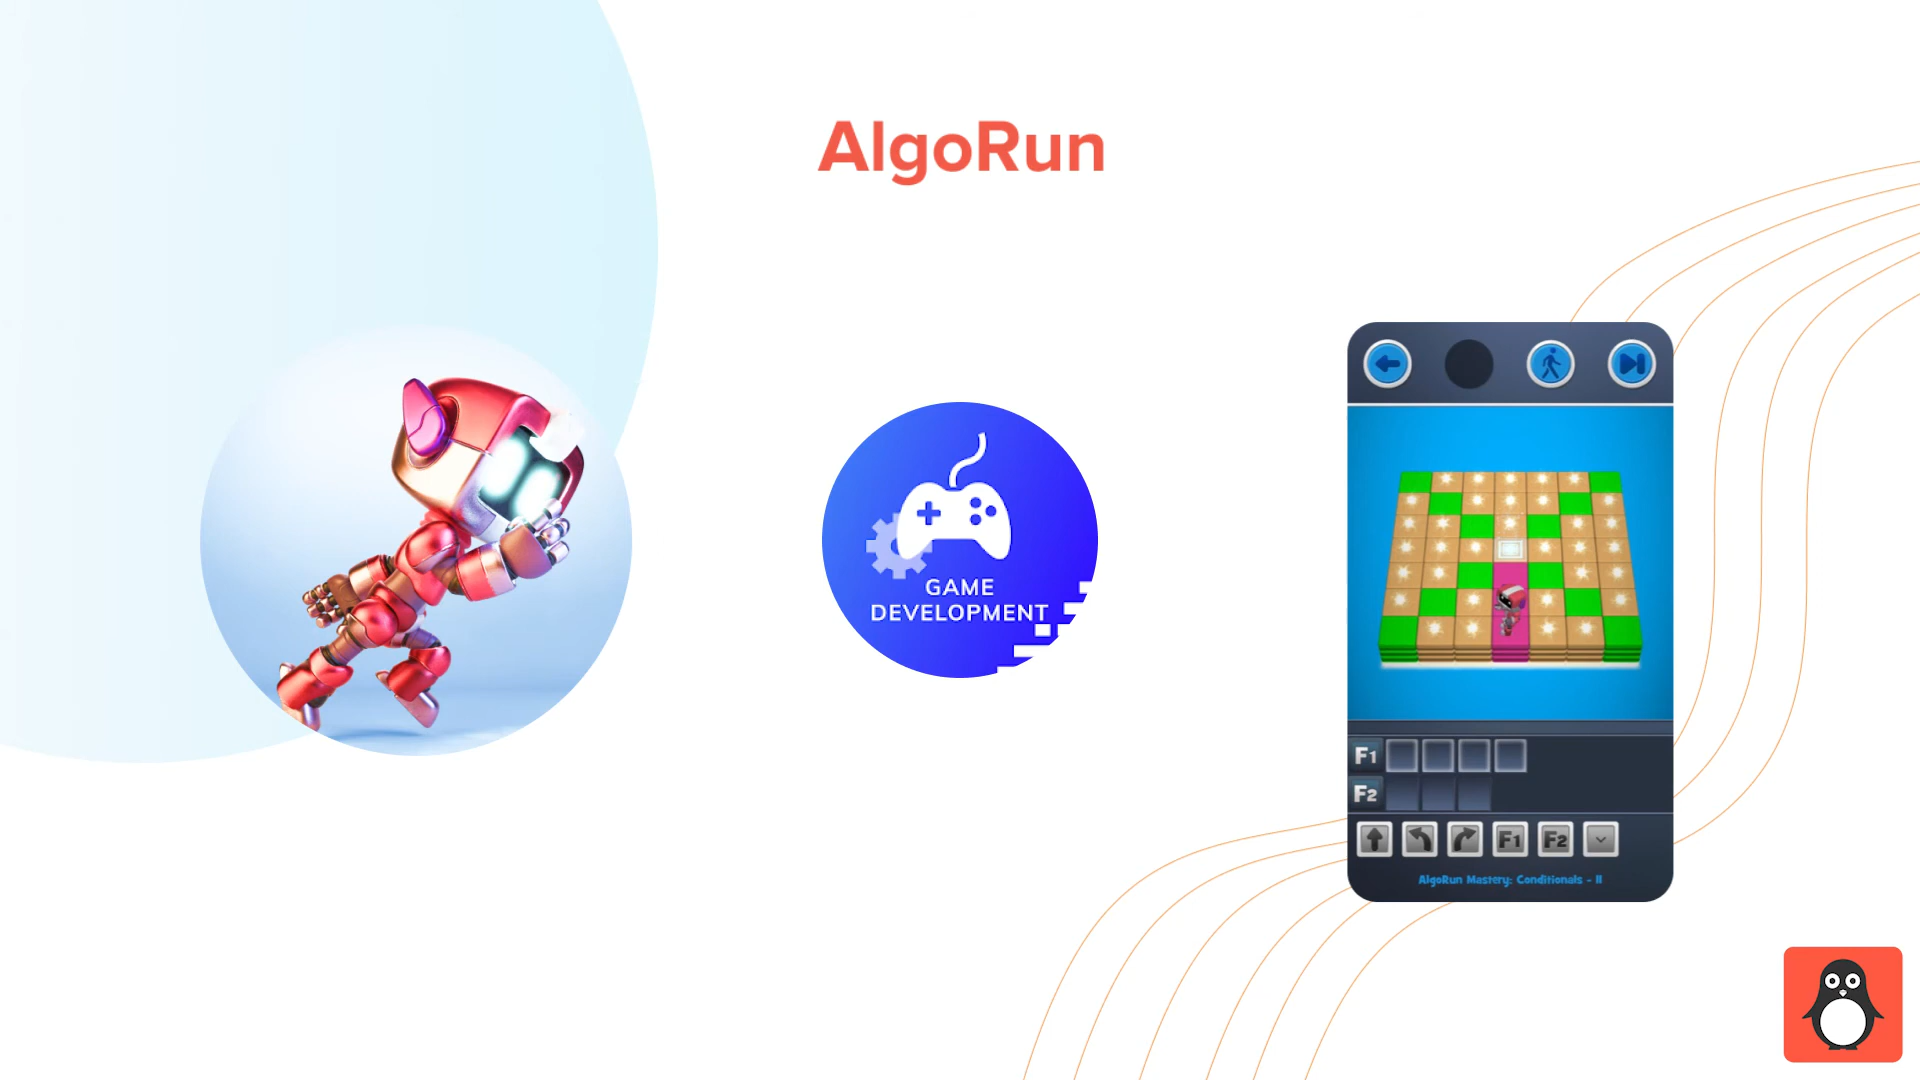 AlgoRun
GAME
DEVELOPMENT
F1
F2
F1 F2
AlgoRun Mastery: Conditionals - II